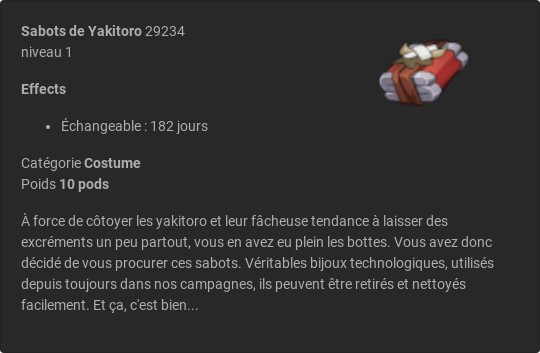 Sabots de Yakitoro 29234
niveau 1
Effects
• Échangeable : 182 jours
Catégorie Costume
Poids 10 pods
À force de côtoyer les yakitoro et leur fâcheuse tendance à laisser des
excréments un peu partout, vous en avez eu plein les bottes. Vous avez donc
décidé de vous procurer ces sabots. Véritables bijoux technologiques, utilisés
depuis toujours dans nos campagnes, ils peuvent être retirés et nettoyés
facilement. Et ça, c'est bien...